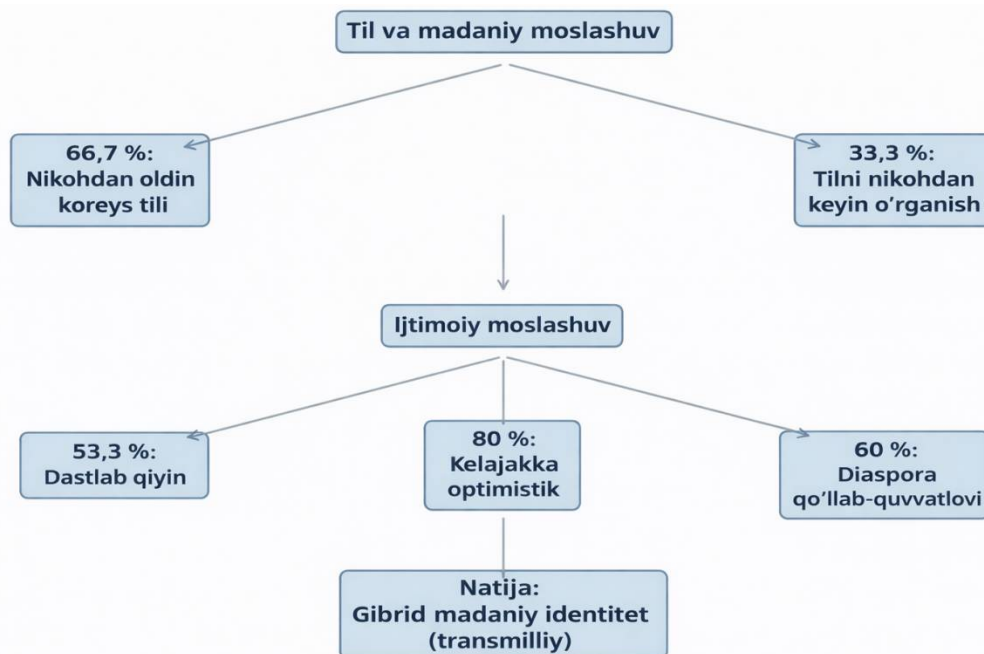 Til va madaniy moslashuv
66,7 %:
Nikohdan oldin
koreys tili
33,3 %:
Tilni nikohdan
keyin o‘rganish
Ijtimoiy moslashuv
53,3 %:
Dastlab qiyin
80 %:
Kelajakka
optimistik
60 %:
Diaspora
qo‘llab-quvvatlovi
Natija:
Gibrid madaniy identitet
(transmilliy)